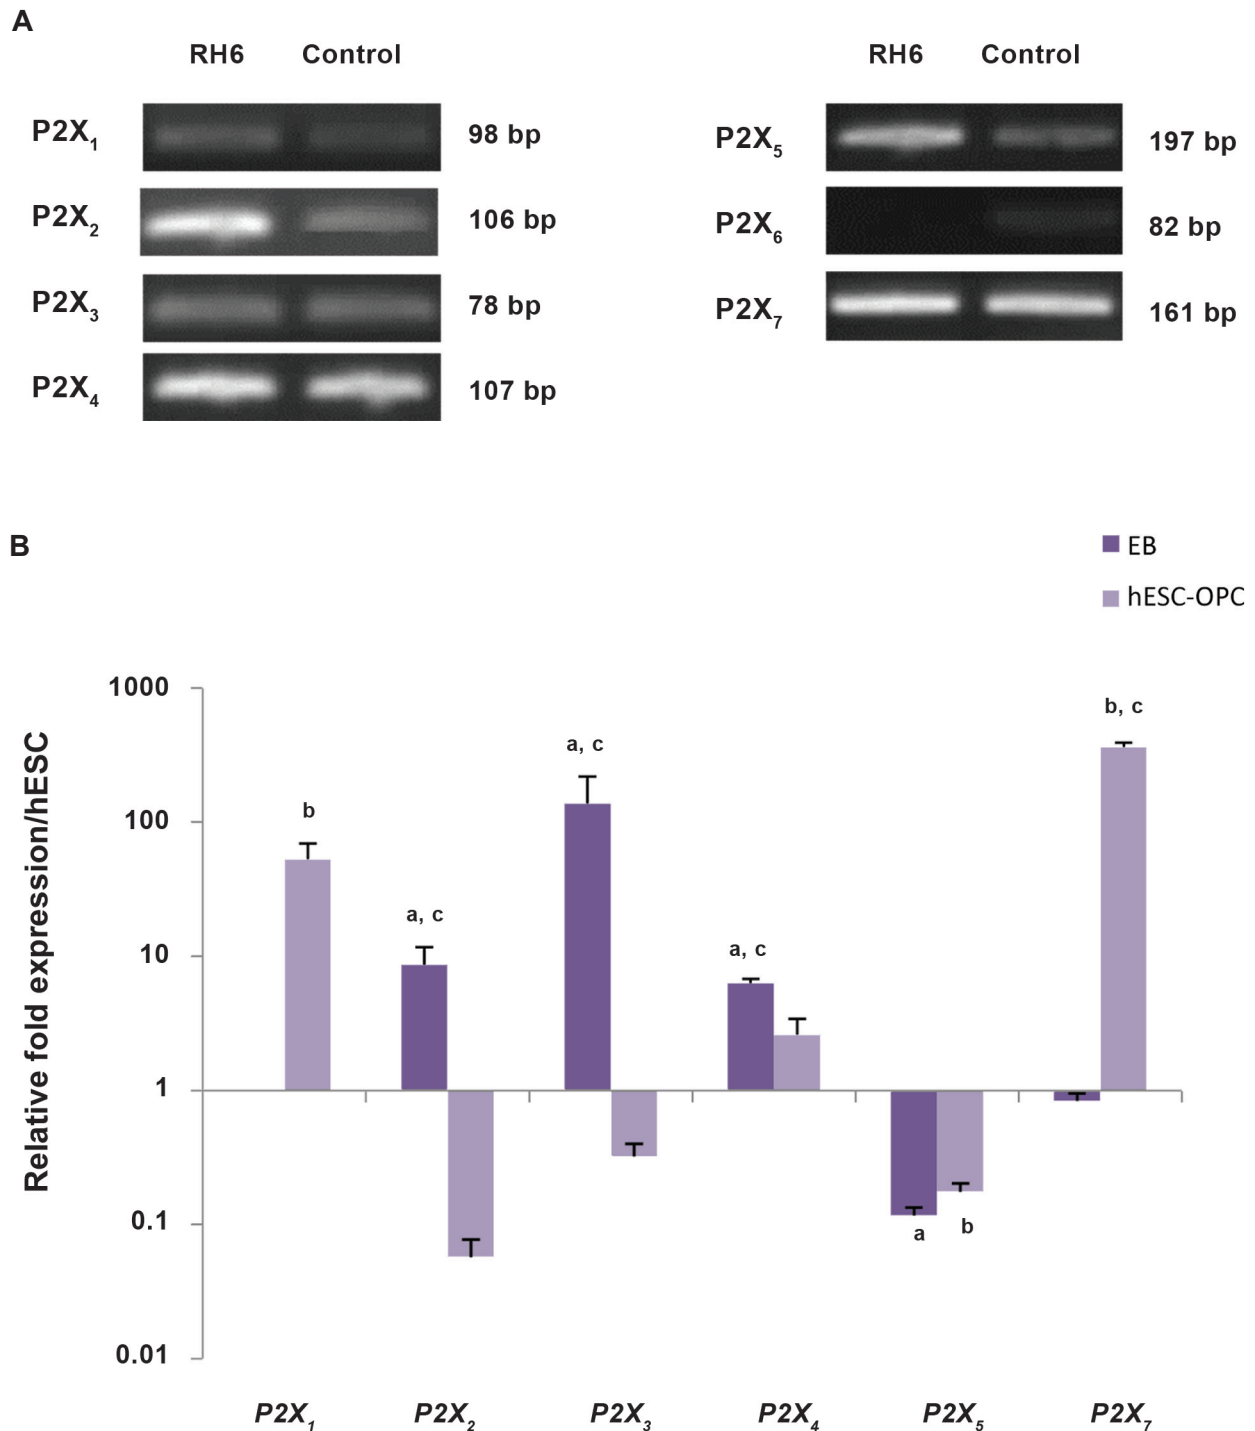 A
RH6 Control
P2X1 98 bp
P2X2 106 bp
P2X3 78 bp
P2X4 107 bp
RH6 Control
P2X5 197 bp
P2X6 82 bp
P2X7 161 bp
B
EB
hESC-OPC
Relative fold expression/hESC
1000
100
10
1
0.1
0.01
b
a, c
a, c
a, c
a
b
b, c
P2X1 P2X2 P2X3 P2X4 P2X5 P2X7